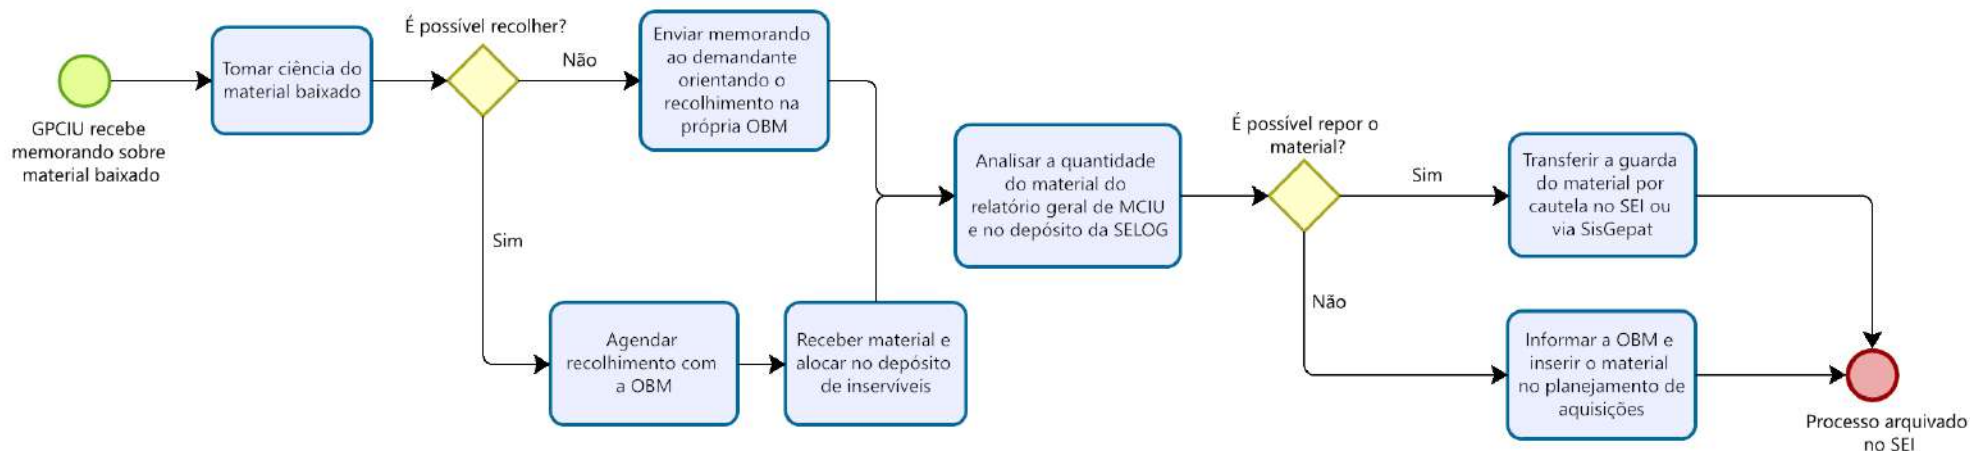 GPCIU recebe
memorando sobre
material baixado
Tomar ciência do
material baixado
É possível recolher?
Não
Sim
Enviar memorando
ao demandante
orientando o
recolhimento na
própria OBM
Agendar
recolhimento com
a OBM
Receber material e
alocar no depósito
de inservíveis
Analisar a quantidade
do material do
relatório geral de MCIU
e no depósito da SELOG
É possível repor o
material?
Sim
Não
Transferir a guarda
do material por
cautela no SEI ou
via SisGepat
Informar a OBM e
inserir o material
no planejamento de
aquisições
Processo arquivado
no SEI